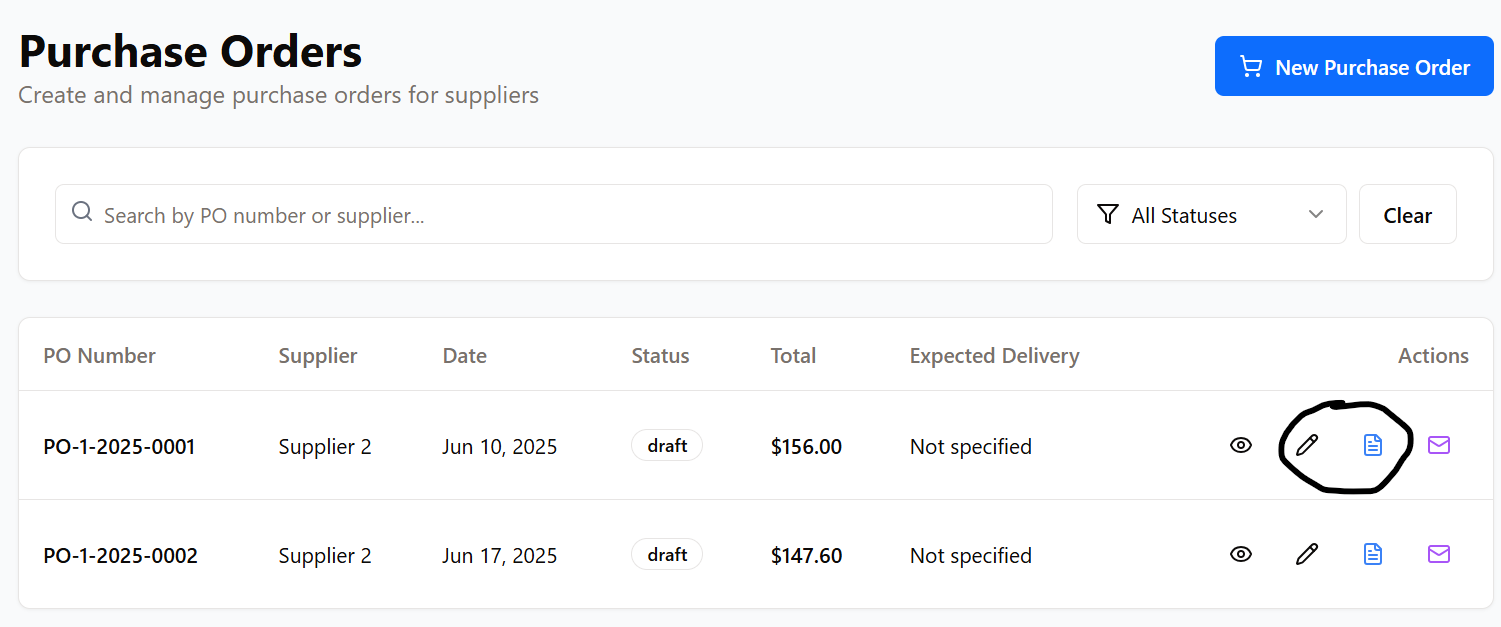 Purchase Orders
Create and manage purchase orders for suppliers
New Purchase Order
Search by PO number or supplier...
All Statuses
Clear
PO Number Supplier Date Status Total Expected Delivery Actions
PO-1-2025-0001 Supplier 2 Jun 10, 2025 draft $156.00 Not specified
PO-1-2025-0002 Supplier 2 Jun 17, 2025 draft $147.60 Not specified